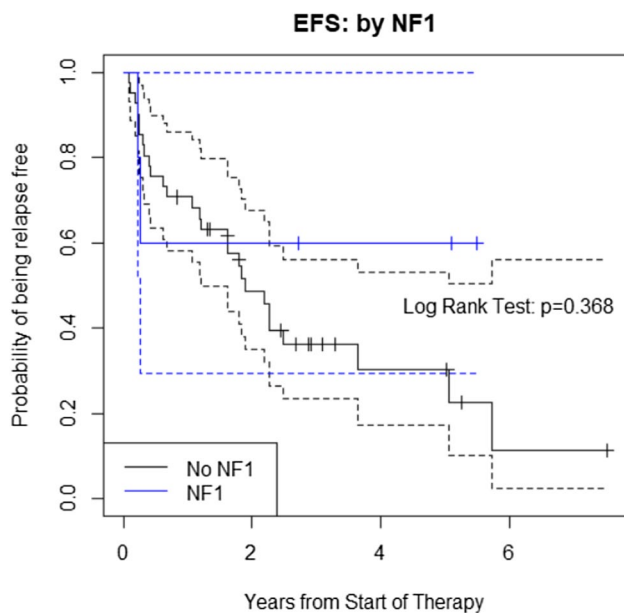 EFS: by NF1
Probability of being relapse free
1.0
0.8
0.6
0.4
0.2
0.0
Log Rank Test: p=0.368
No NF1
NF1
0 2 4 6
Years from Start of Therapy